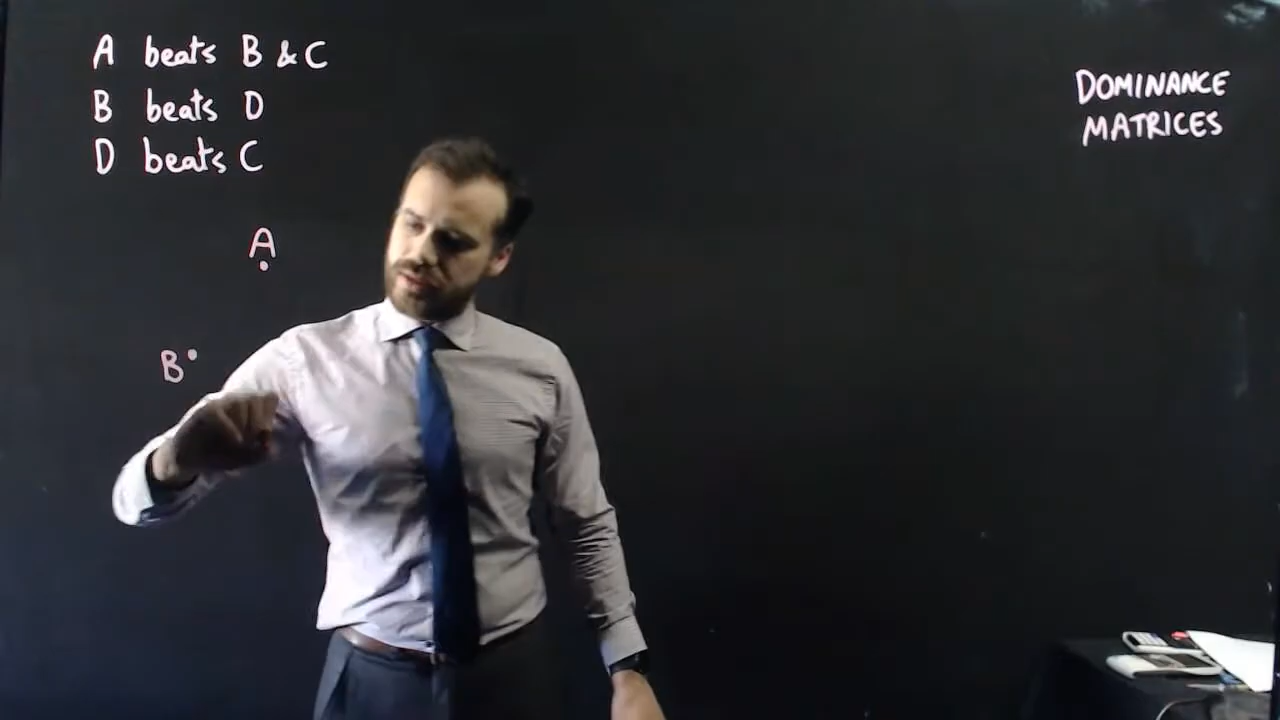 A beats B & C
B beats D
D beats C
DOMINANCE
MATRICES
A
B